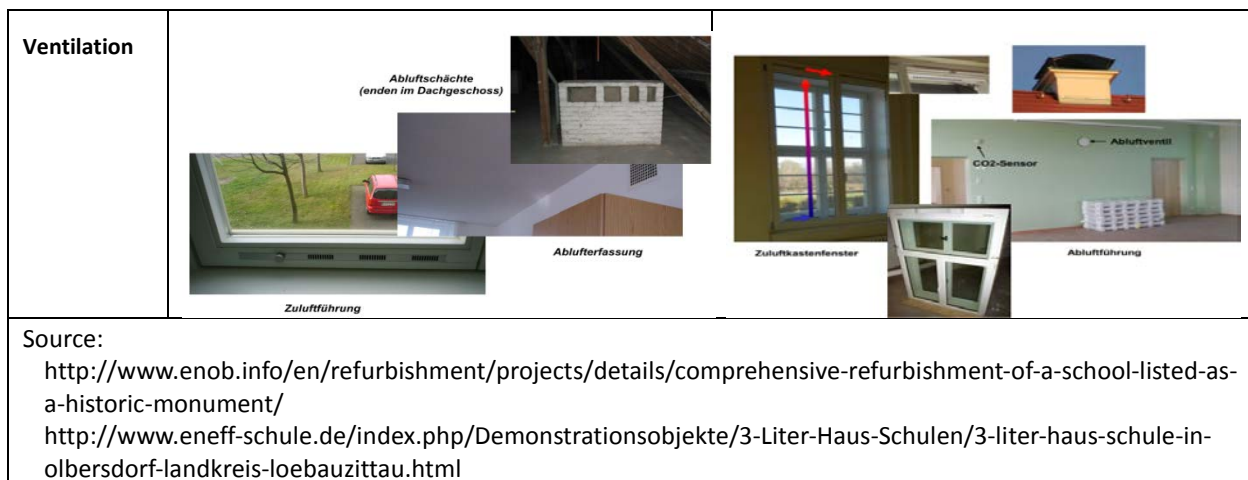 Ventilation
Abluftschächte
(enden im Dachgeschoss)
Ablufterfassung
Zuluftführung
CO2-Sensor
Abluftventil
Zuluftkastenfenster
Abluftführung
Source:
http://www.enob.info/en/refurbishment/projects/details/comprehensive-refurbishment-of-a-school-listed-as-
a-historic-monument/
http://www.eneff-schule.de/index.php/Demonstrationsobjekte/3-Liter-Haus-Schulen/3-liter-haus-schule-in-
olbersdorf-landkreis-loebauzittau.html